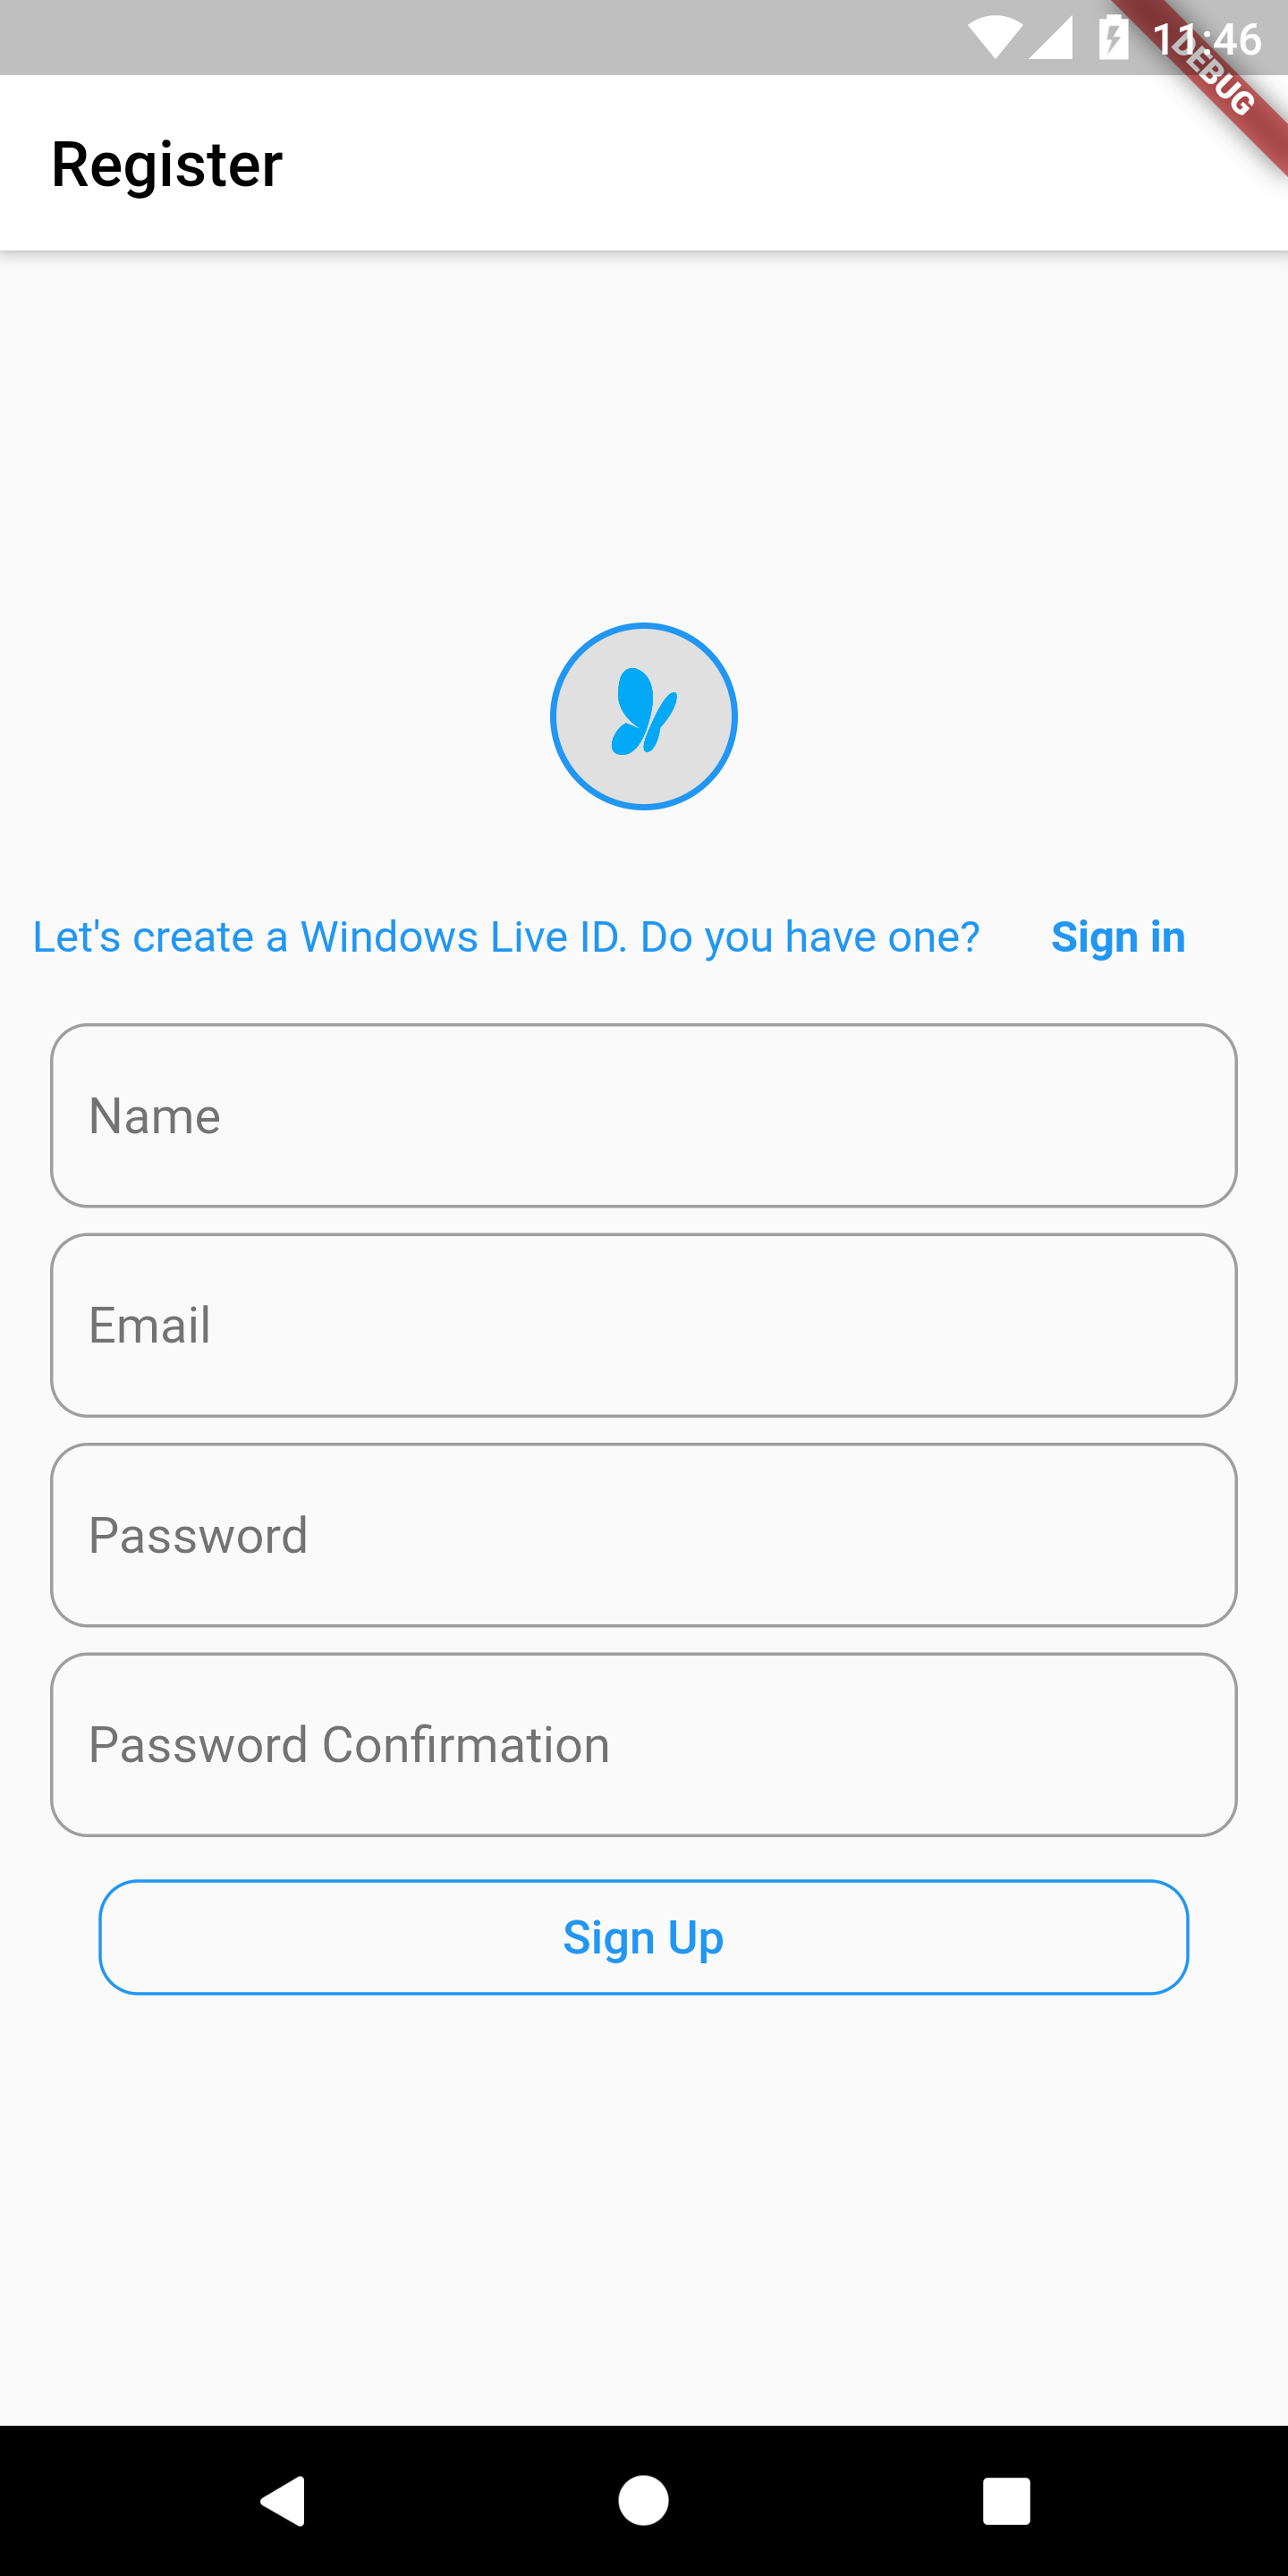 11:46
DEBUG
Register
Let's create a Windows Live ID. Do you have one? Sign in
Name
Email
Password
Password Confirmation
Sign Up